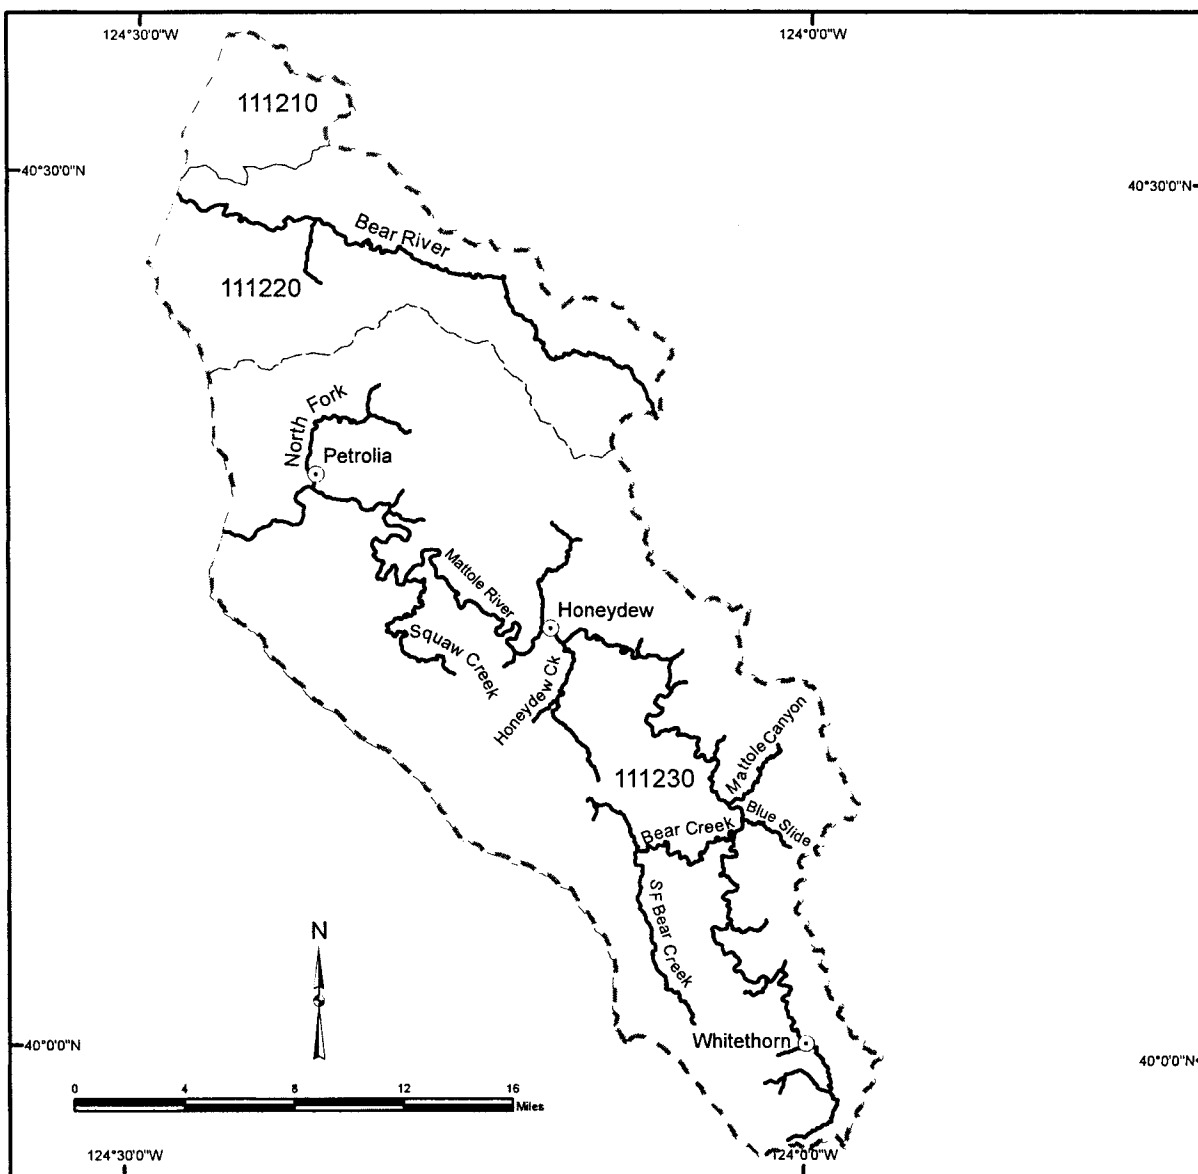 124°30'0"W
124°0'0"W
111210
40°30'0"N
40°30'0"N
Bear River
111220
North Fork
Petrolia
Mattole River
Honeydew
Squaw Creek
Honeydew Ck
Mattole Canyon
111230
Blue Slide
Bear Creek
SF Bear Creek
N
Whitethorn
40°0'0"N
40°0'0"N
0 4 8 12 16
Miles
124°30'0"W
124°0'0"W